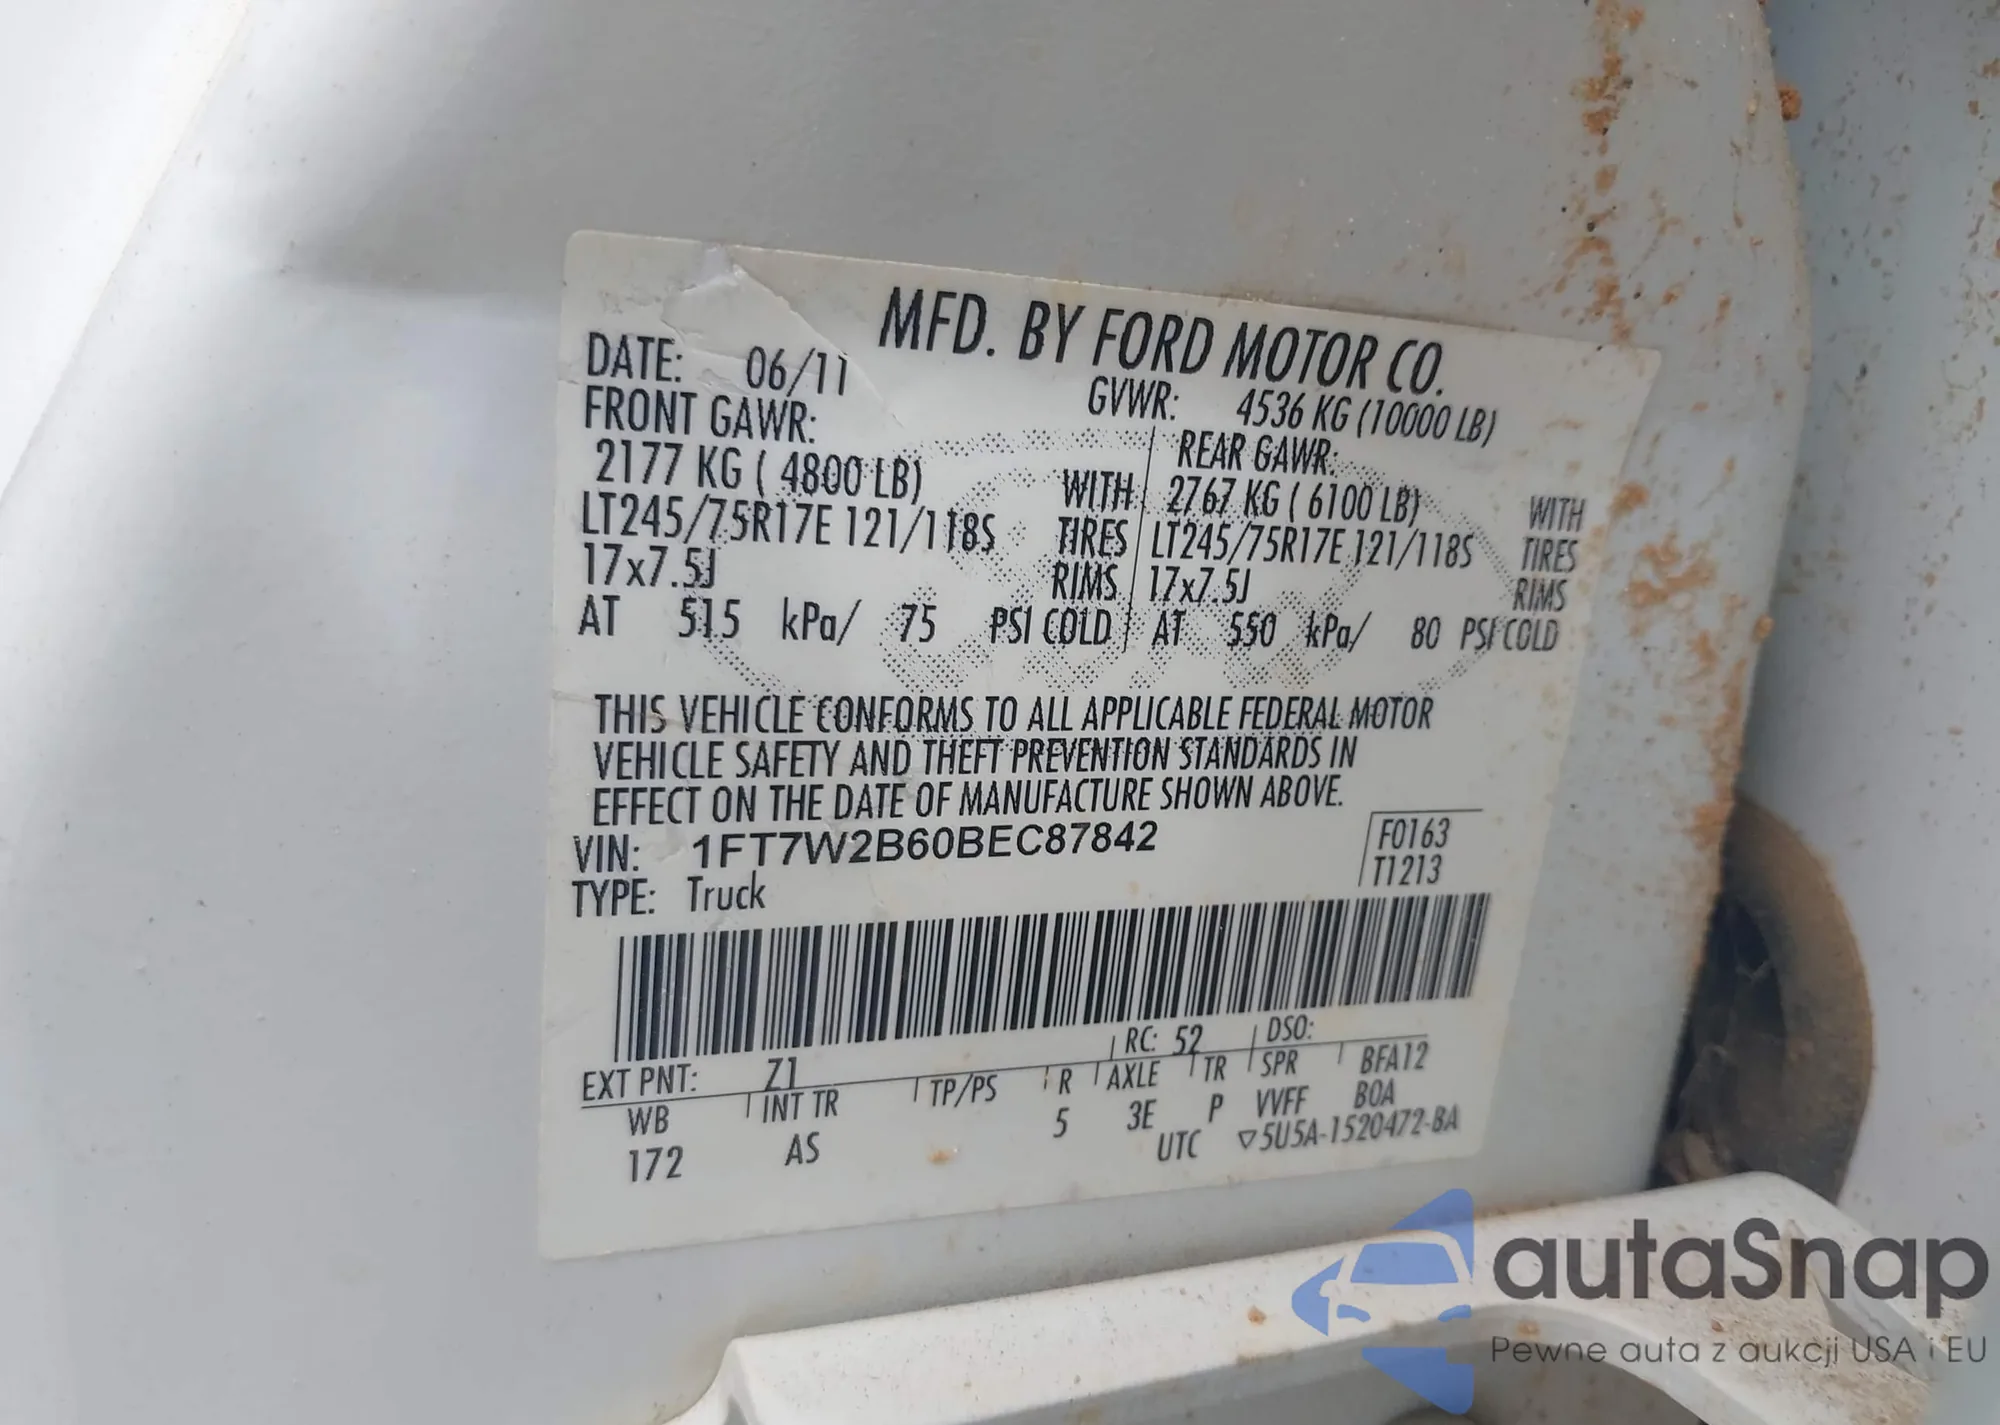 MFD. BY FORD MOTOR CO.
DATE: 06/11 GVWR: 4536 KG (10000 LB)
FRONT GAWR: REAR GAWR:
2177 KG ( 4800 LB) WITH 2767 KG ( 6100 LB) WITH
LT245/75R17E 121/118S TIRES LT245/75R17E 121/118S TIRES
17x7.5J RIMS 17x7.5J RIMS
AT 515 kPa/ 75 PSI COLD AT 550 kPa/ 80 PSI COLD
THIS VEHICLE CONFORMS TO ALL APPLICABLE FEDERAL MOTOR
VEHICLE SAFETY AND THEFT PREVENTION STANDARDS IN
EFFECT ON THE DATE OF MANUFACTURE SHOWN ABOVE.
VIN: 1FT7W2B60BEC87842 F0163
TYPE: Truck T1213
EXT PNT: Z1 RC: 52 DSO:
WB INT TR TP/PS R AXLE TR SPR BFA12
172 AS 5 3E P VVFF BOA
UTC ▽5U5A-1520472-BA
autaSnap
Pewne auta z aukcji USA i EU